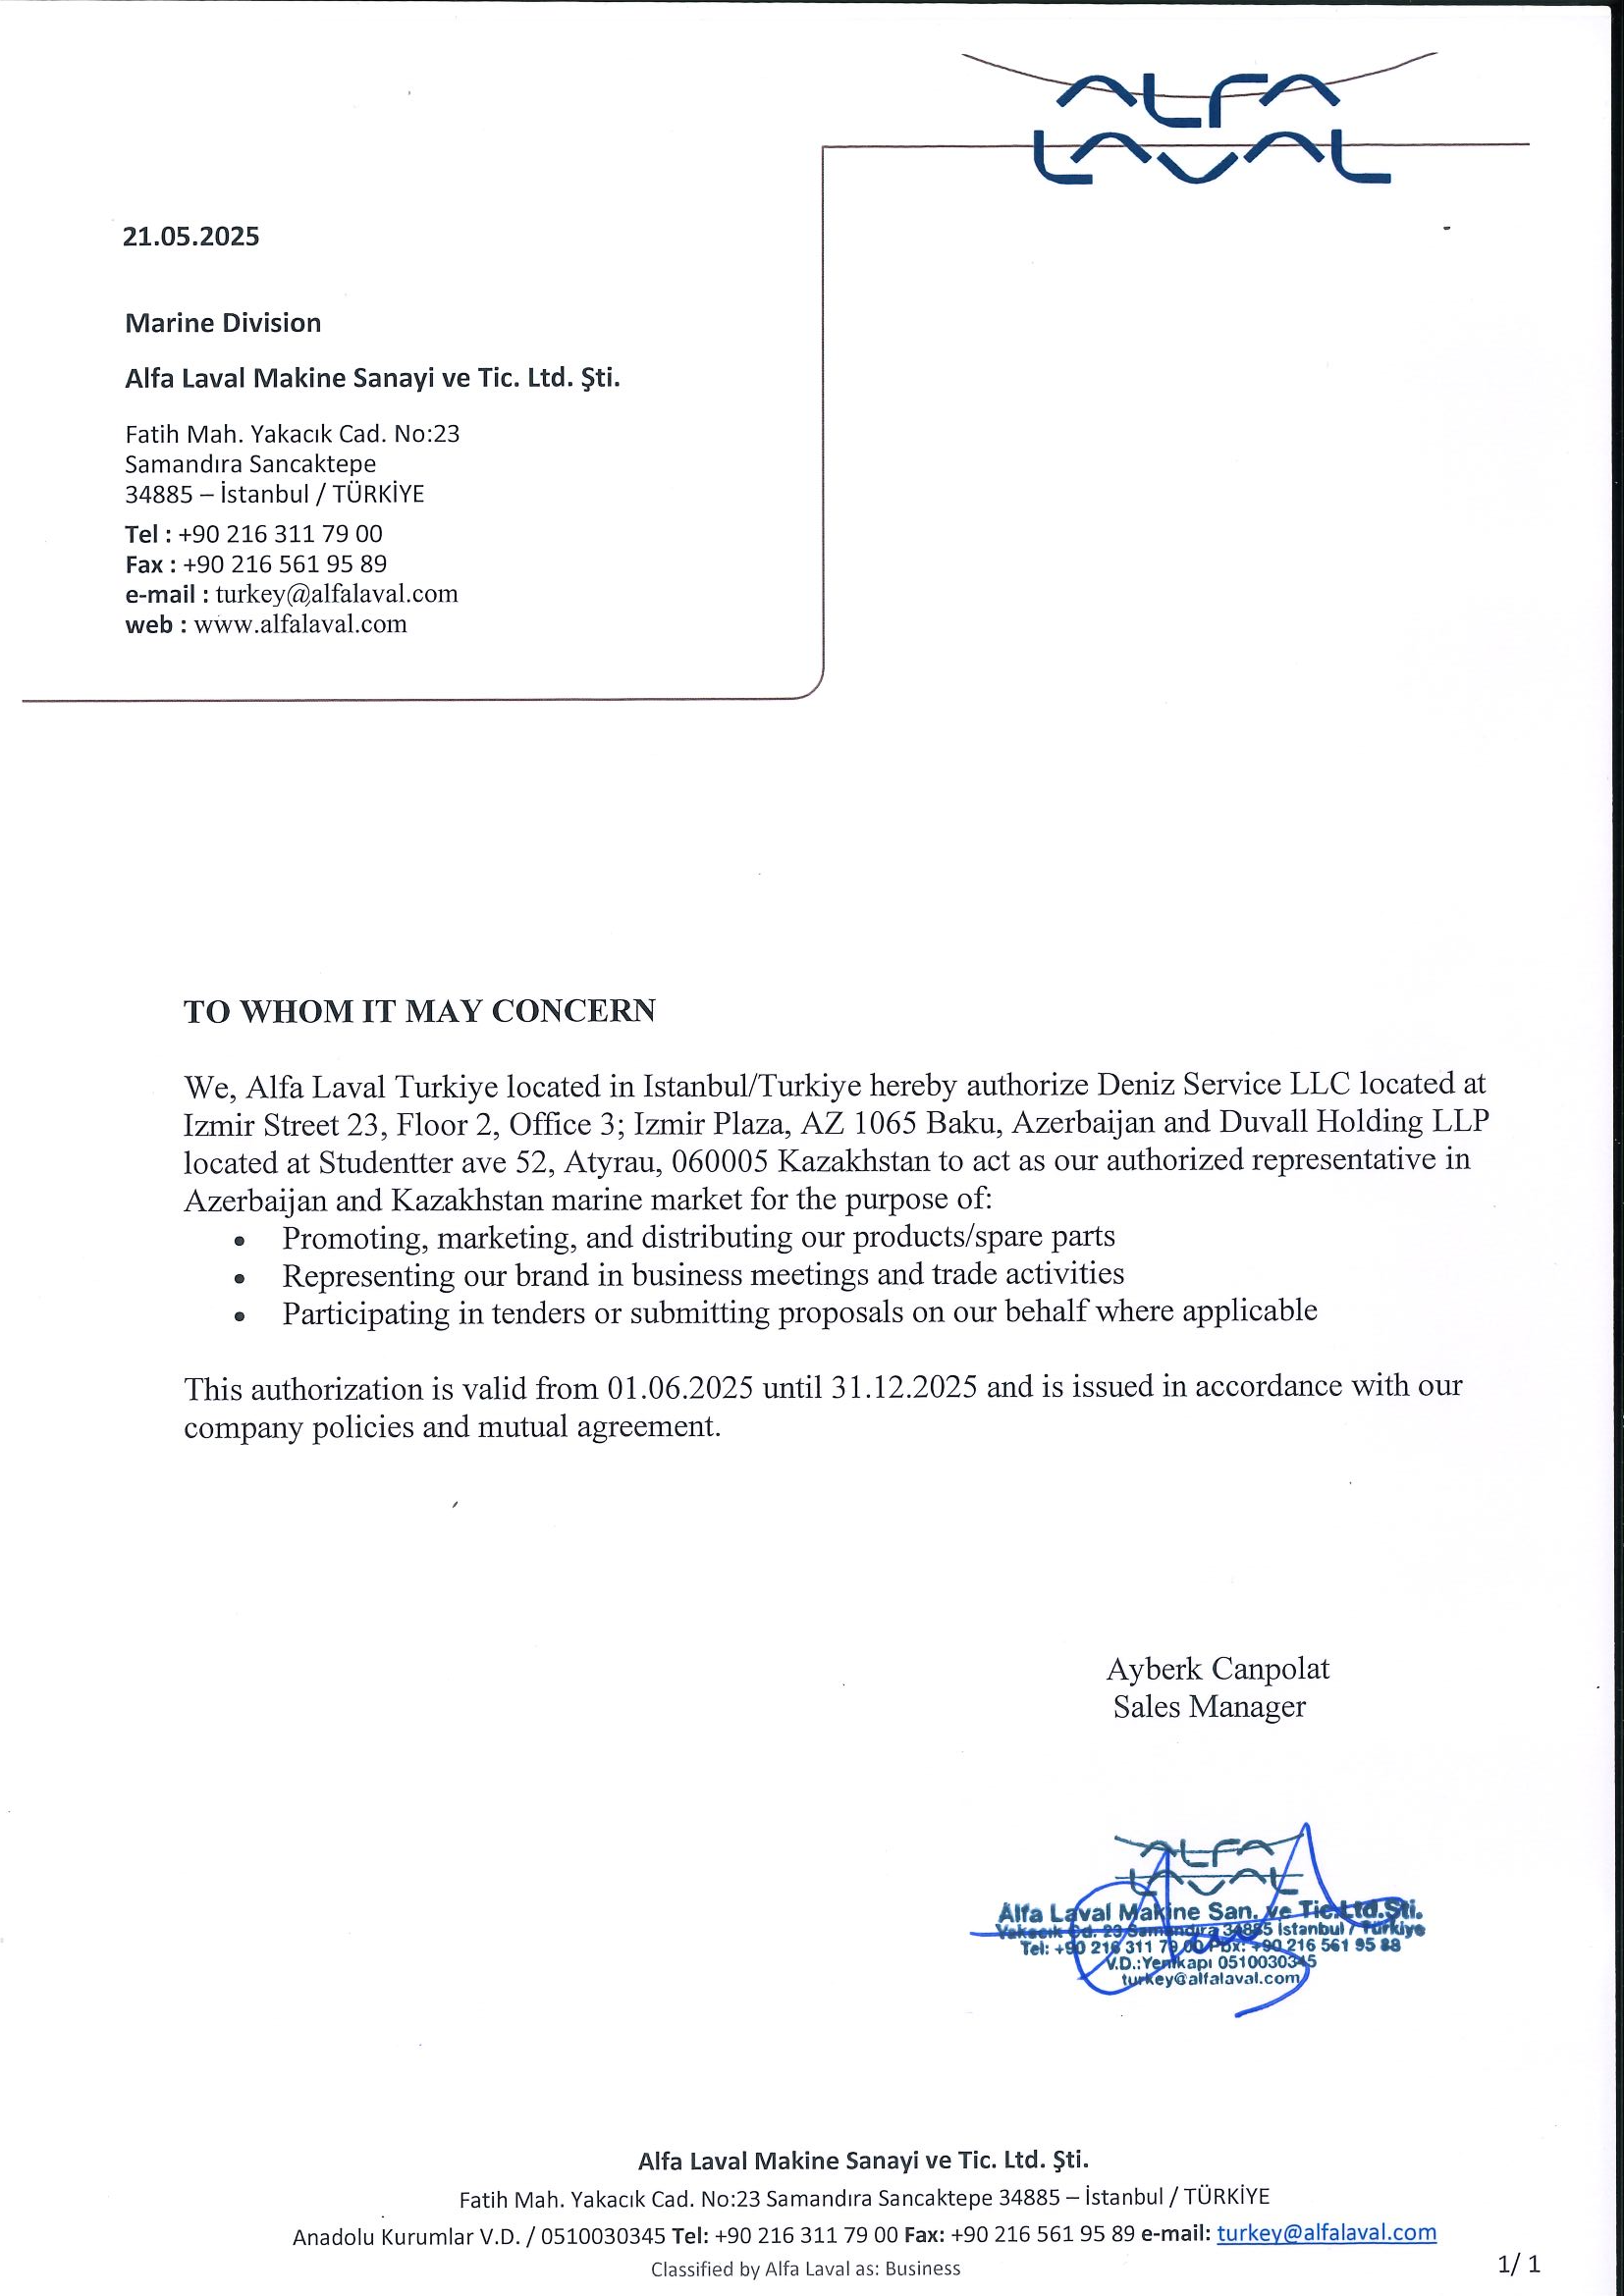 ALFA
LAVAL
21.05.2025
Marine Division
Alfa Laval Makine Sanayi ve Tic. Ltd. Şti.
Fatih Mah. Yakacık Cad. No:23
Samandıra Sancaktepe
34885 – İstanbul / TÜRKİYE
Tel : +90 216 311 79 00
Fax : +90 216 561 95 89
e-mail : turkey@alfalaval.com
web : www.alfalaval.com
TO WHOM IT MAY CONCERN
We, Alfa Laval Turkiye located in Istanbul/Turkiye hereby authorize Deniz Service LLC located at
Izmir Street 23, Floor 2, Office 3; Izmir Plaza, AZ 1065 Baku, Azerbaijan and Duvall Holding LLP
located at Studentter ave 52, Atyrau, 060005 Kazakhstan to act as our authorized representative in
Azerbaijan and Kazakhstan marine market for the purpose of:
• Promoting, marketing, and distributing our products/spare parts
• Representing our brand in business meetings and trade activities
• Participating in tenders or submitting proposals on our behalf where applicable
This authorization is valid from 01.06.2025 until 31.12.2025 and is issued in accordance with our
company policies and mutual agreement.
Ayberk Canpolat
Sales Manager
ALFA
LAVAL
Alfa Laval Makine San. ve Tic.Ltd.Şti.
Yakacık Cd. 23 Samandıra 34885 İstanbul / Türkiye
Tel: +90 216 311 79 00 Pbx: +90 216 561 95 88
V.D.:Yenikapı 0510030345
turkey@alfalaval.com
Alfa Laval Makine Sanayi ve Tic. Ltd. Şti.
Fatih Mah. Yakacık Cad. No:23 Samandıra Sancaktepe 34885 – İstanbul / TÜRKİYE
Anadolu Kurumlar V.D. / 0510030345 Tel: +90 216 311 79 00 Fax: +90 216 561 95 89 e-mail: turkey@alfalaval.com
Classified by Alfa Laval as: Business
1/ 1